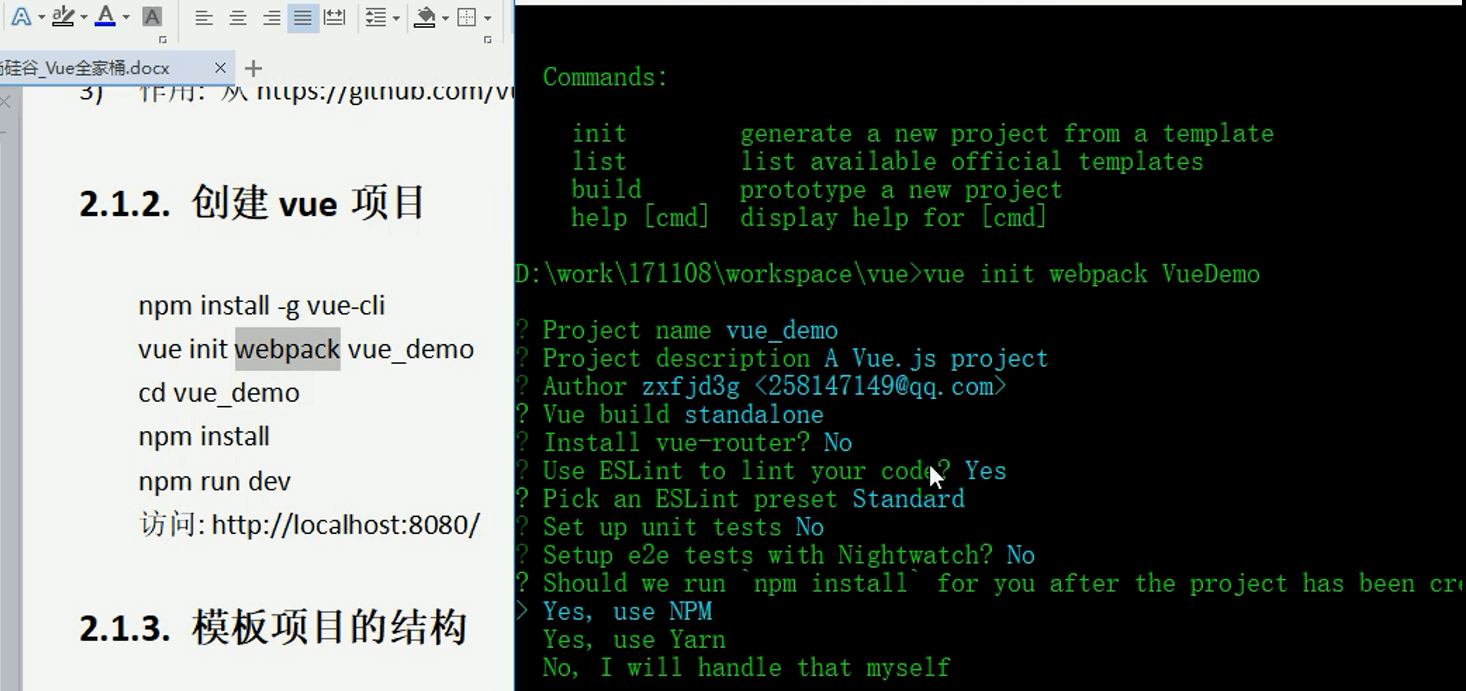 硅谷_Vue全家桶.docx
3) 作用: 从 https://github.com/vu
2.1.2. 创建 vue 项目
npm install -g vue-cli
vue init webpack vue_demo
cd vue_demo
npm install
npm run dev
访问: http://localhost:8080/
2.1.3. 模板项目的结构
Commands:
init generate a new project from a template
list list available official templates
build prototype a new project
help [cmd] display help for [cmd]
D:\work\171108\workspace\vue>vue init webpack VueDemo
? Project name vue_demo
? Project description A Vue.js project
? Author zxfjd3g <258147149@qq.com>
? Vue build standalone
? Install vue-router? No
? Use ESLint to lint your code? Yes
? Pick an ESLint preset Standard
? Set up unit tests No
? Setup e2e tests with Nightwatch? No
? Should we run `npm install` for you after the project has been cre
> Yes, use NPM
Yes, use Yarn
No, I will handle that myself